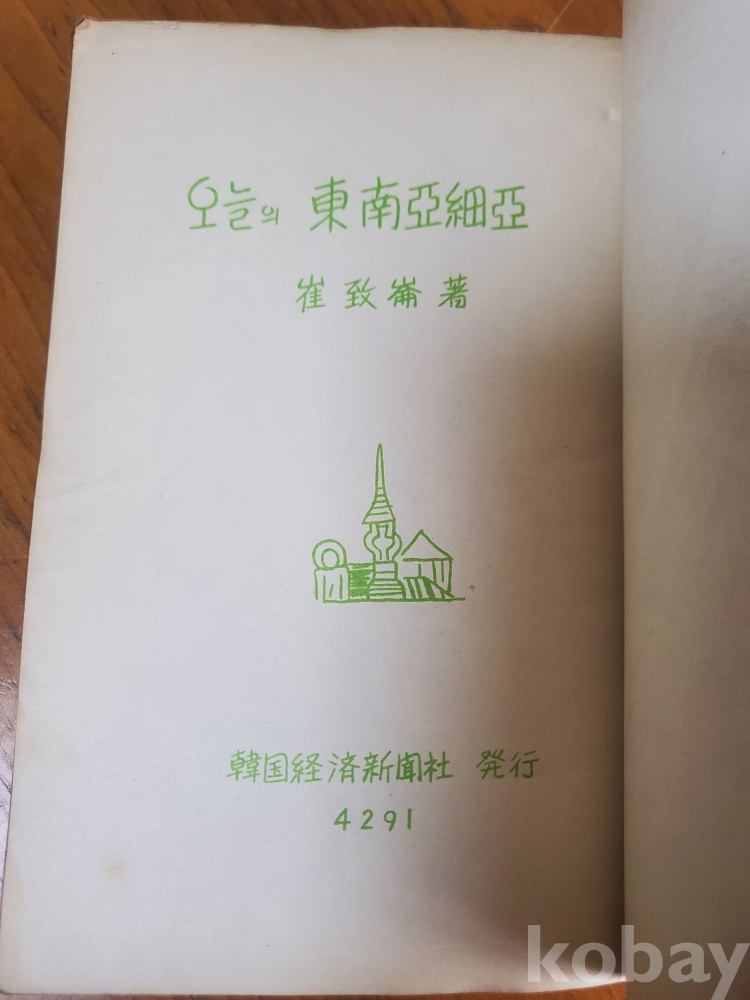 오늘의 東南亞細亞
崔致崙 著
韓国経済新聞社 発行
4291
kobay